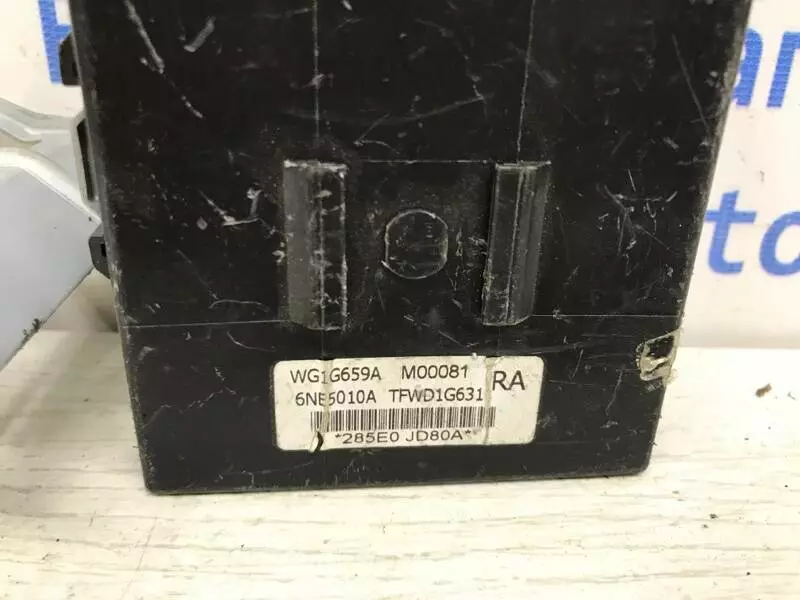 WG1G659A M00081
RA
6NE5010A TFWD1G631
*285E0 JD80A*